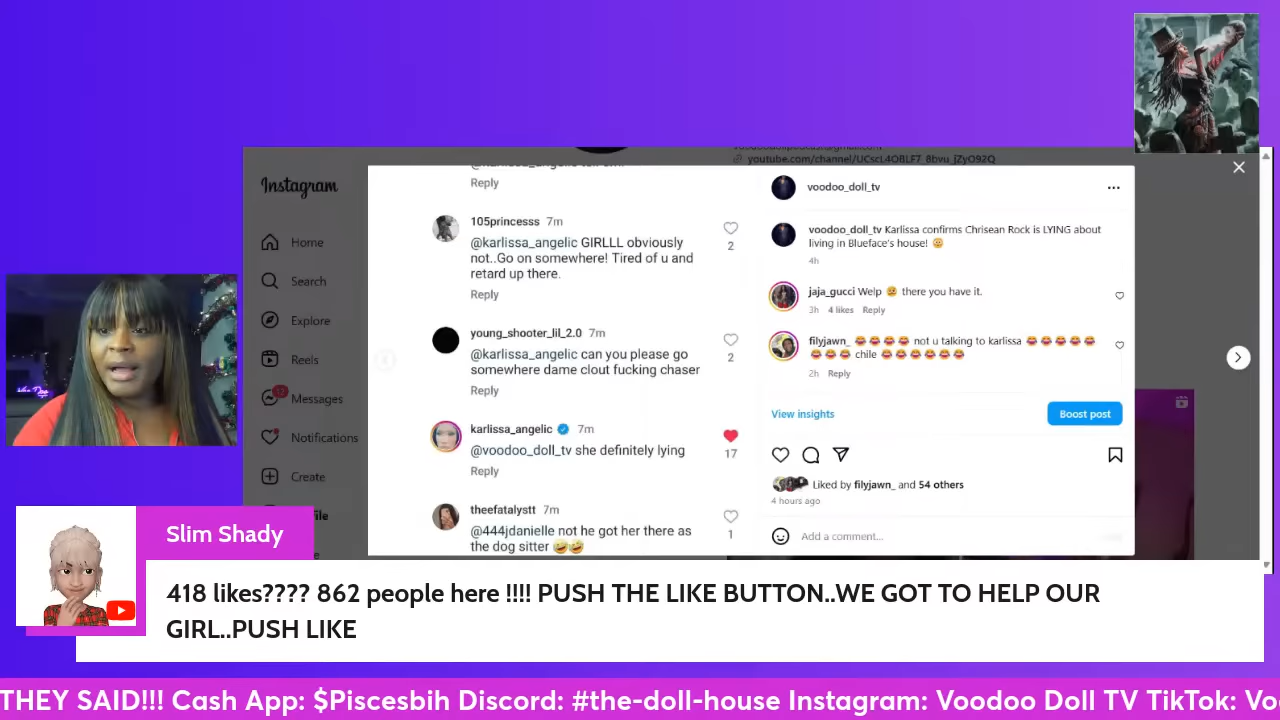 youtube.com/channel/UCscL4OBLF7_8bvu_jZyO92Q
Instagram
Home
Search
Explore
Reels
Messages
Notifications
Create
Reply
105princesss 7m
@karlissa_angelic GIRLLL obviously
not..Go on somewhere! Tired of u and
retard up there.
2
Reply
young_shooter_lil_2.0 7m
@karlissa_angelic can you please go
somewhere dame clout fucking chaser
2
Reply
karlissa_angelic 7m
@voodoo_doll_tv she definitely lying
17
Reply
theefatalystt 7m
@444jdanielle not he got her there as
the dog sitter 🤣🤣
1
voodoo_doll_tv
voodoo_doll_tv Karlissa confirms Chrisean Rock is LYING about
living in Blueface's house!
4h
jaja_gucci Welp there you have it.
3h 4 likes Reply
filyjawn_ 😂😂😂😂 not u talking to karlissa 😂😂😂😂😂
😂😂😂 chile 😂😂😂😂😂😂
2h Reply
View insights
Boost post
Liked by filyjawn_ and 54 others
4 hours ago
Add a comment...
Slim Shady
418 likes???? 862 people here !!!! PUSH THE LIKE BUTTON..WE GOT TO HELP OUR
GIRL..PUSH LIKE
THEY SAID!!! Cash App: $Piscesbih Discord: #the-doll-house Instagram: Voodoo Doll TV TikTok: Vo